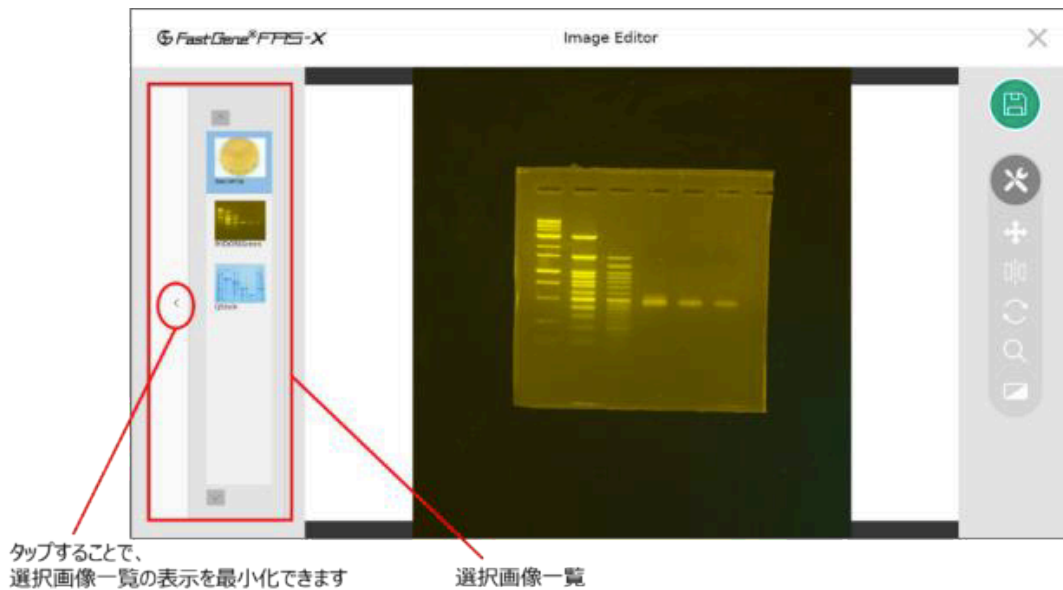 FastGene®FAS-X
Image Editor
タップすることで、
選択画像一覧の表示を最小化できます
選択画像一覧